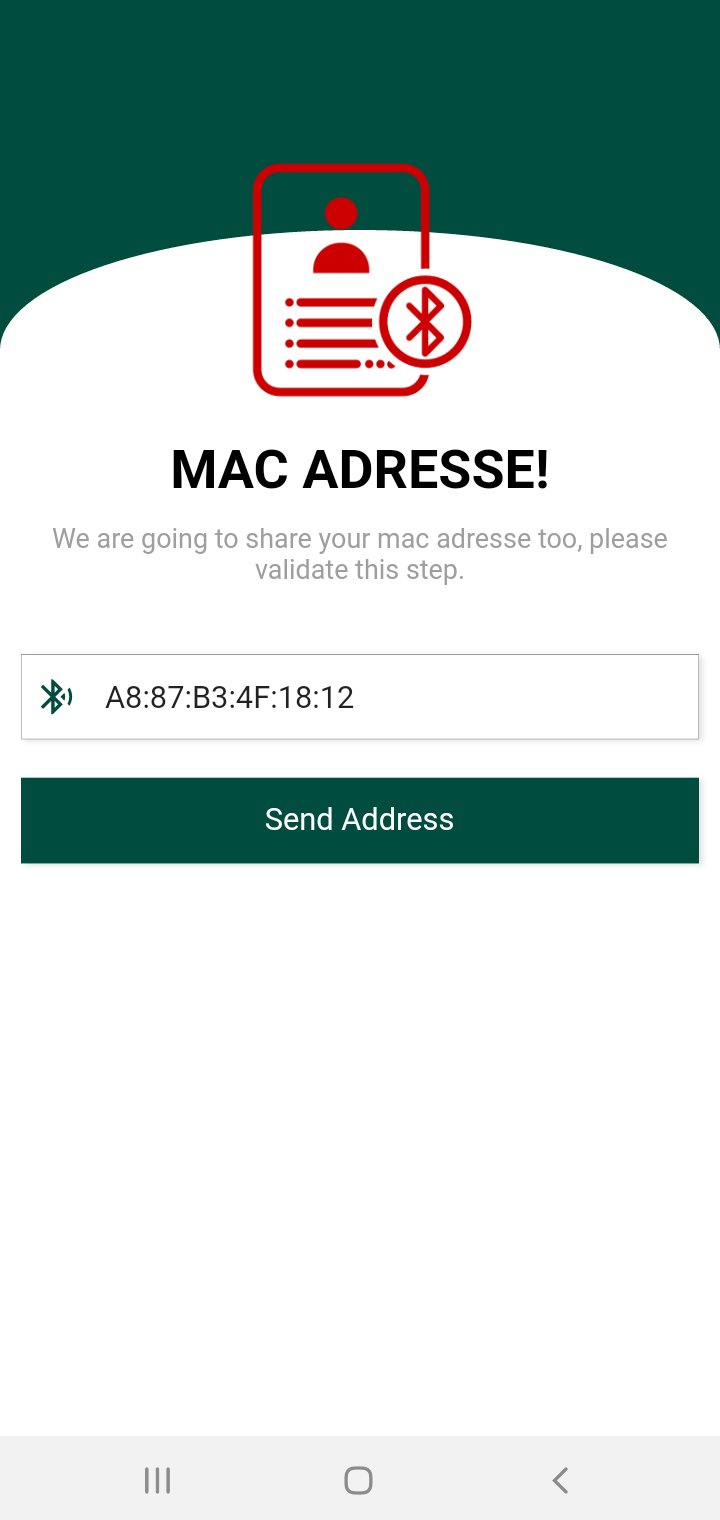 MAC ADRESSE!
We are going to share your mac adresse too, please
validate this step.
A8:87:B3:4F:18:12
Send Address